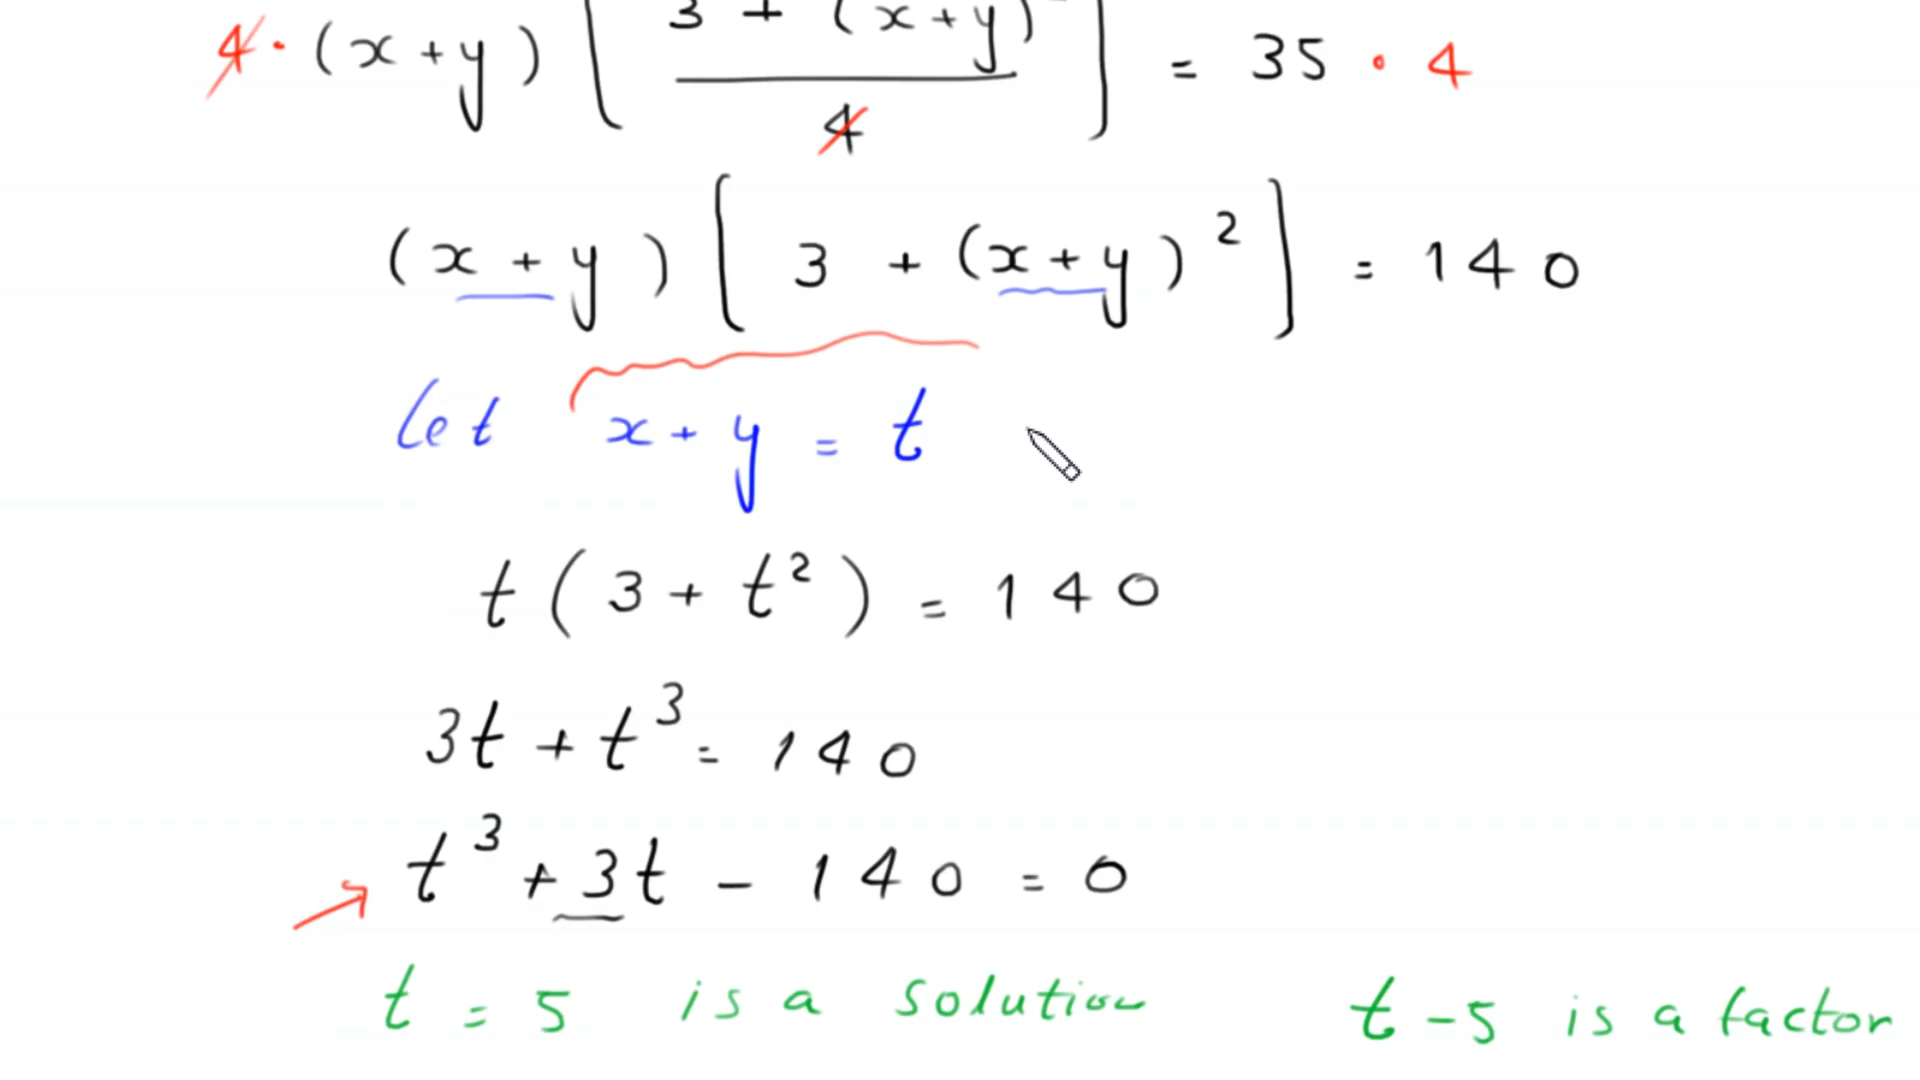 4 · (x+y) [ 3 + (x+y) / 4 ] = 35 · 4
(x+y) [ 3 + (x+y)² ] = 140
Let x+y = t
t(3 + t²) = 140
3t + t³ = 140
t³ + 3t - 140 = 0
t = 5 is a solution t - 5 is a factor